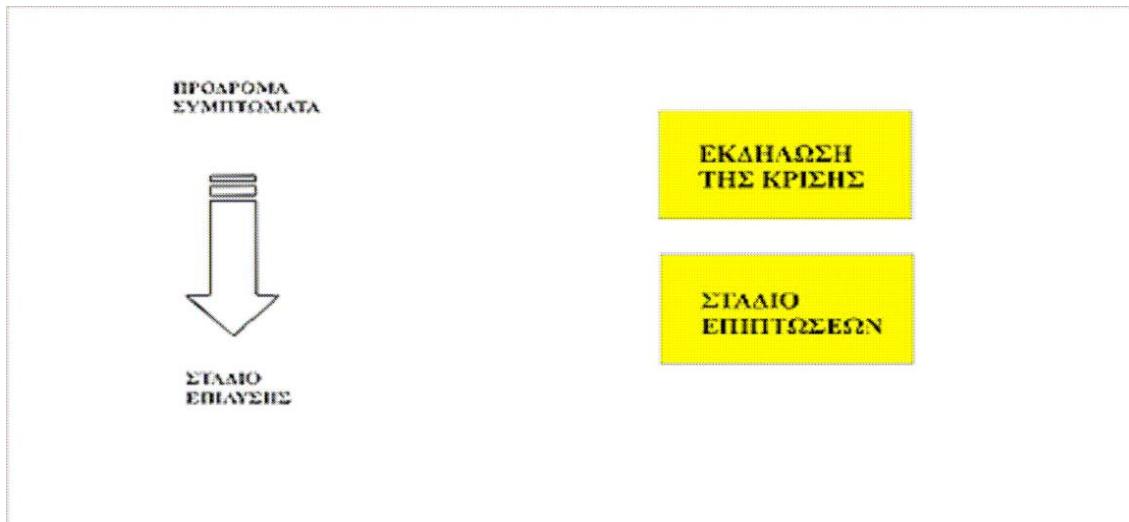 ΠΡΟΔΡΟΜΑ
ΣΥΜΠΤΩΜΑΤΑ
ΣΤΑΔΙΟ
ΕΠΙΛΥΣΗΣ
ΕΚΔΗΛΩΣΗ
ΤΗΣ ΚΡΙΣΗΣ
ΣΤΑΔΙΟ
ΕΠΙΠΤΩΣΕΩΝ